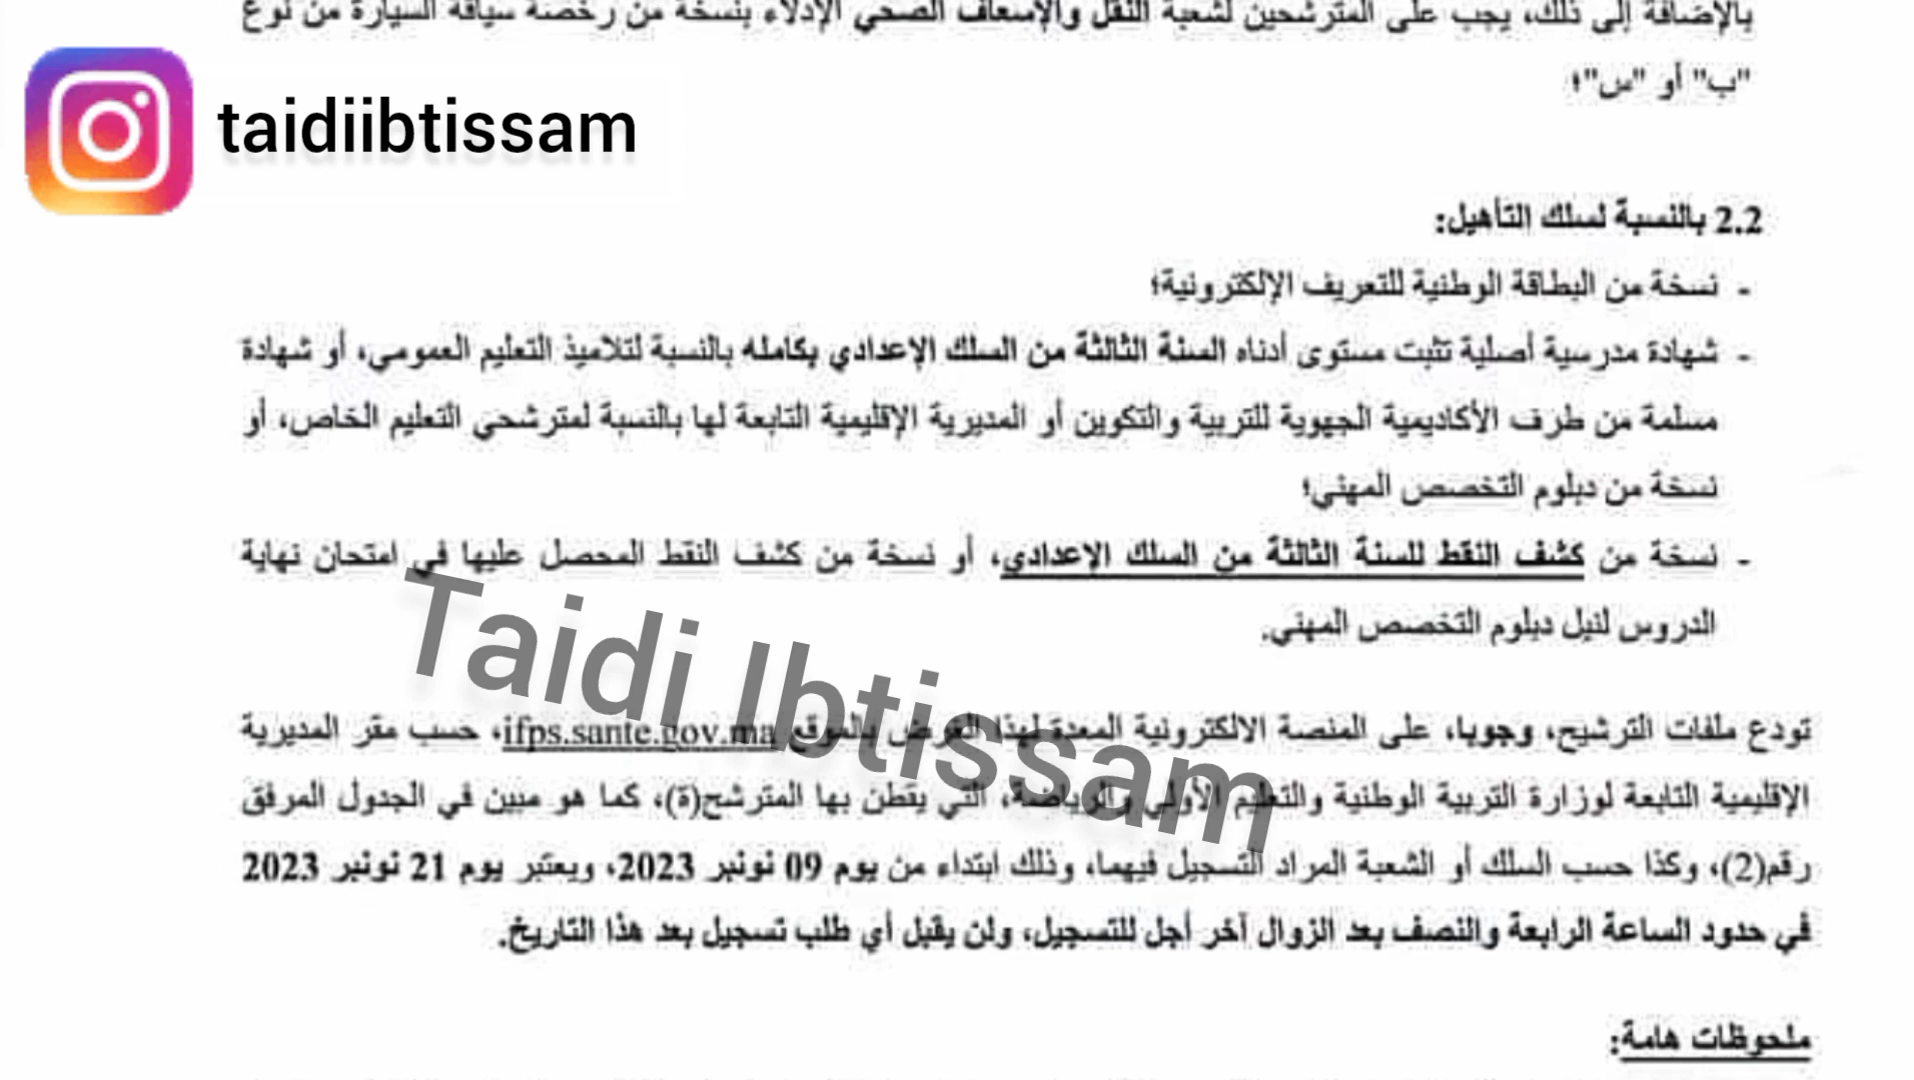 بالإضافة إلى ذلك، يجب على المترشحين لشعبة النقل والإسعاف الصحي الإدلاء بنسخة من رخصة سياقة السيارة من نوع
"ب" أو "س"؛
taidiibtissam
2.2 بالنسبة لسلك التأهيل:
- نسخة من البطاقة الوطنية للتعريف الإلكترونية؛
- شهادة مدرسية أصلية تثبت مستوى أدناه السنة الثالثة من السلك الإعدادي بكامله بالنسبة لتلاميذ التعليم العمومي، أو شهادة
مسلمة من طرف الأكاديمية الجهوية للتربية والتكوين أو المديرية الإقليمية التابعة لها بالنسبة لمترشحي التعليم الخاص، أو
نسخة من دبلوم التخصص المهني؛
- نسخة من كشف النقط للسنة الثالثة من السلك الإعدادي، أو نسخة من كشف النقط المحصل عليها في امتحان نهاية
الدروس لنيل دبلوم التخصص المهني.
Taidi Ibtissam
تودع ملفات الترشيح، وجوبا، على المنصة الالكترونية المعدة لهذا الغرض بالموقع ifps.sante.gov.ma، حسب مقر المديرية
الإقليمية التابعة لوزارة التربية الوطنية والتعليم الأولي والرياضة، التي يقطن بها المترشح(ة)، كما هو مبين في الجدول المرفق
رقم(2)، وكذا حسب السلك أو الشعبة المراد التسجيل فيهما، وذلك ابتداء من يوم 09 نونبر 2023، ويعتبر يوم 21 نونبر 2023
في حدود الساعة الرابعة والنصف بعد الزوال آخر أجل للتسجيل، ولن يقبل أي طلب تسجيل بعد هذا التاريخ.
ملحوظات هامة: